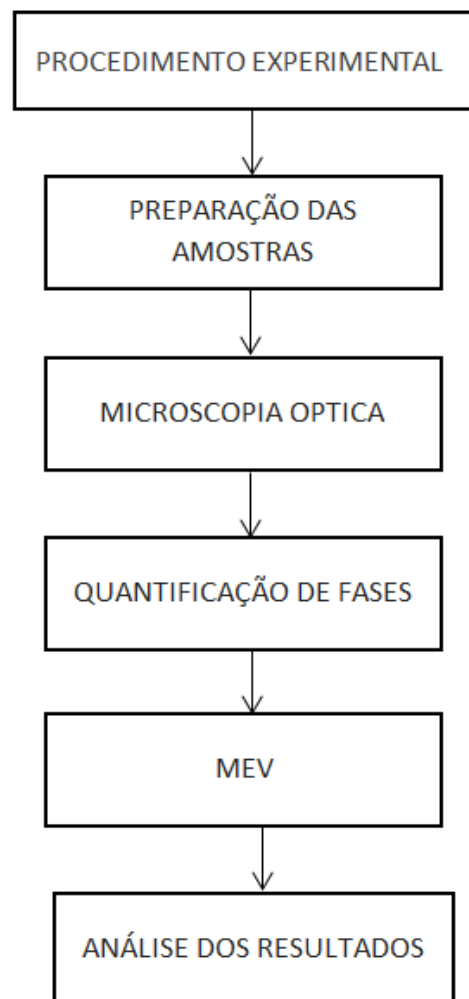 PROCEDIMENTO EXPERIMENTAL
PREPARAÇÃO DAS
AMOSTRAS
MICROSCOPIA OPTICA
QUANTIFICAÇÃO DE FASES
MEV
ANÁLISE DOS RESULTADOS